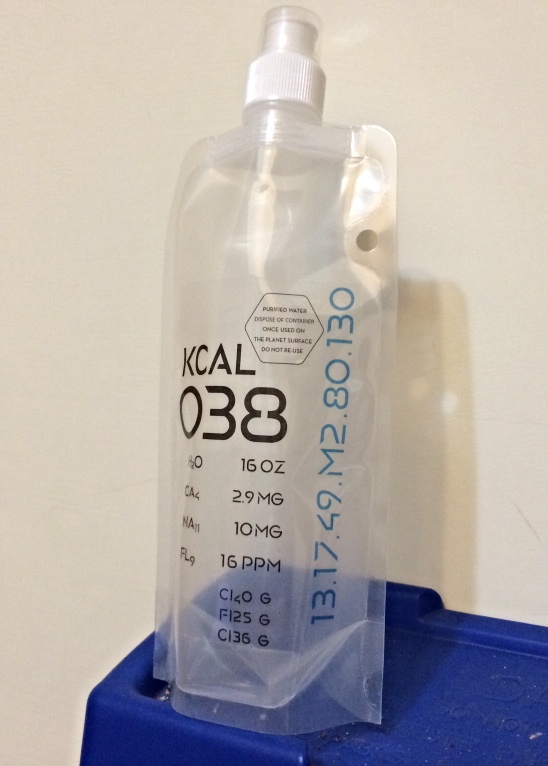 PURIFIED WATER
DISPOSE OF CONTAINER
ONCE USED ON
THE PLANET SURFACE
DO NOT RE-USE
KCAL
038
H₂O 16 OZ
CA₄ 2.9 MG
NA₁₁ 10 MG
FL₉ 16 PPM
C140 G
F125 G
C136 G
13.17.49.M2.80.130